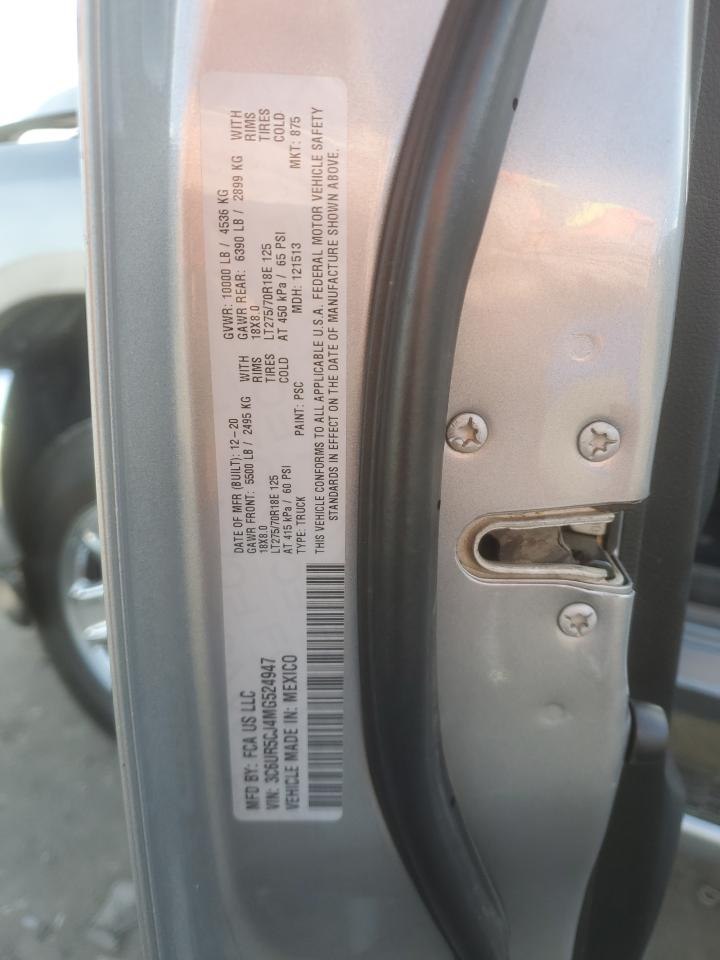 MFD BY: FCA US LLC
VIN: 3C6UR5CJ4MG524947
VEHICLE MADE IN: MEXICO
DATE OF MFR (BUILT): 12-20 GVWR: 10000 LB / 4536 KG
GAWR FRONT: 5500 LB / 2495 KG WITH GAWR REAR: 6390 LB / 2899 KG WITH
18X8.0 RIMS 18X8.0 RIMS
LT275/70R18E 125 TIRES LT275/70R18E 125 TIRES
AT 415 kPa / 60 PSI COLD AT 450 kPa / 65 PSI COLD
TYPE: TRUCK PAINT: PSC MDH: 121513 MKT: 875
THIS VEHICLE CONFORMS TO ALL APPLICABLE U.S.A. FEDERAL MOTOR VEHICLE SAFETY
STANDARDS IN EFFECT ON THE DATE OF MANUFACTURE SHOWN ABOVE.